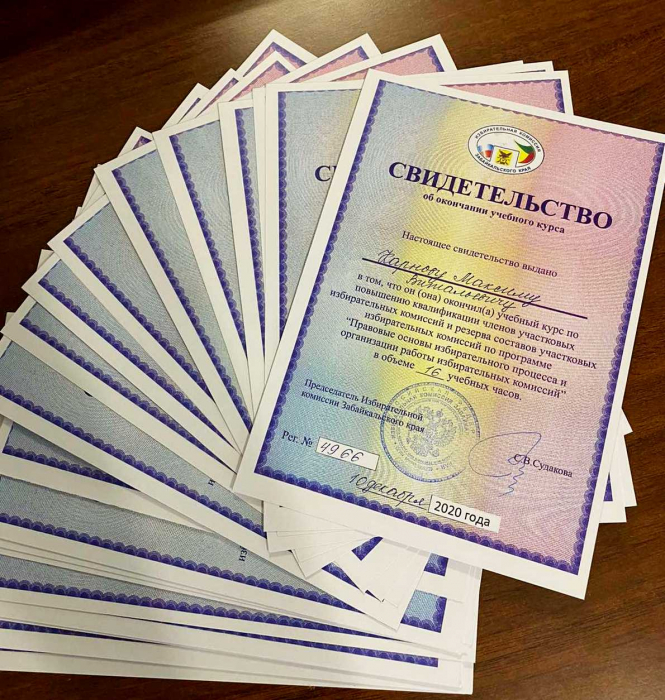 ИЗБИРАТЕЛЬНАЯ КОМИССИЯ
ЗАБАЙКАЛЬСКОГО КРАЯ
СВИДЕТЕЛЬСТВО
об окончании учебного курса
Настоящее свидетельство выдано
Максиму
Витальевичу
в том, что он (она) окончил(а) учебный курс по
повышению квалификации членов участковых
избирательных комиссий и резерва составов участковых
избирательных комиссий по программе
"Правовые основы избирательного процесса и
организации работы избирательных комиссий"
в объеме 16 учебных часов.
Председатель Избирательной
комиссии Забайкальского края
С.В.Судакова
Рег. № 4966
10 декабря 2020 года